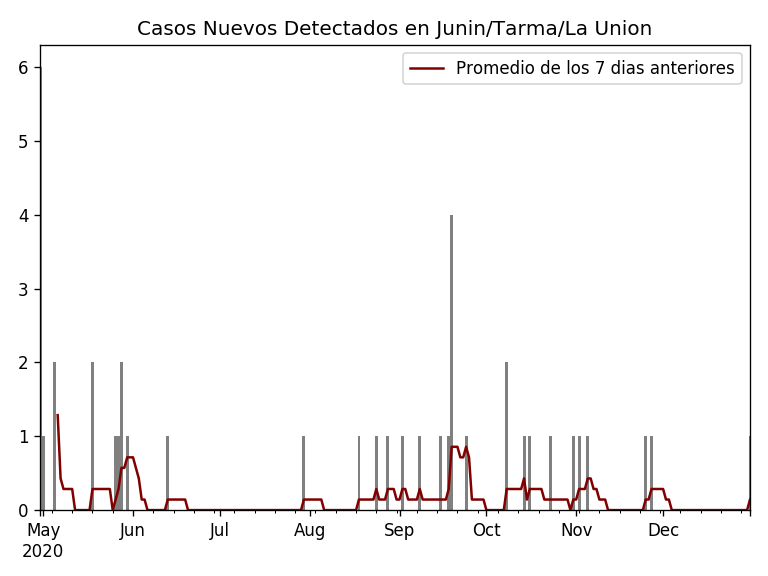 Casos Nuevos Detectados en Junin/Tarma/La Union
Promedio de los 7 dias anteriores
6
5
4
3
2
1
0
May Jun Jul Aug Sep Oct Nov Dec
2020